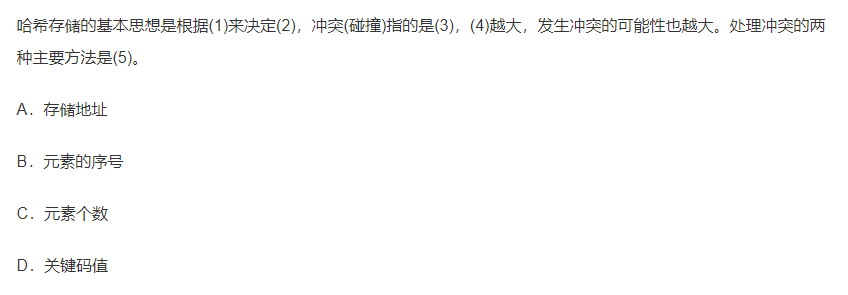 哈希存储的基本思想是根据(1)来决定(2)，冲突(碰撞)指的是(3)，(4)越大，发生冲突的可能性也越大。处理冲突的两
种主要方法是(5)。
A．存储地址
B．元素的序号
C．元素个数
D．关键码值